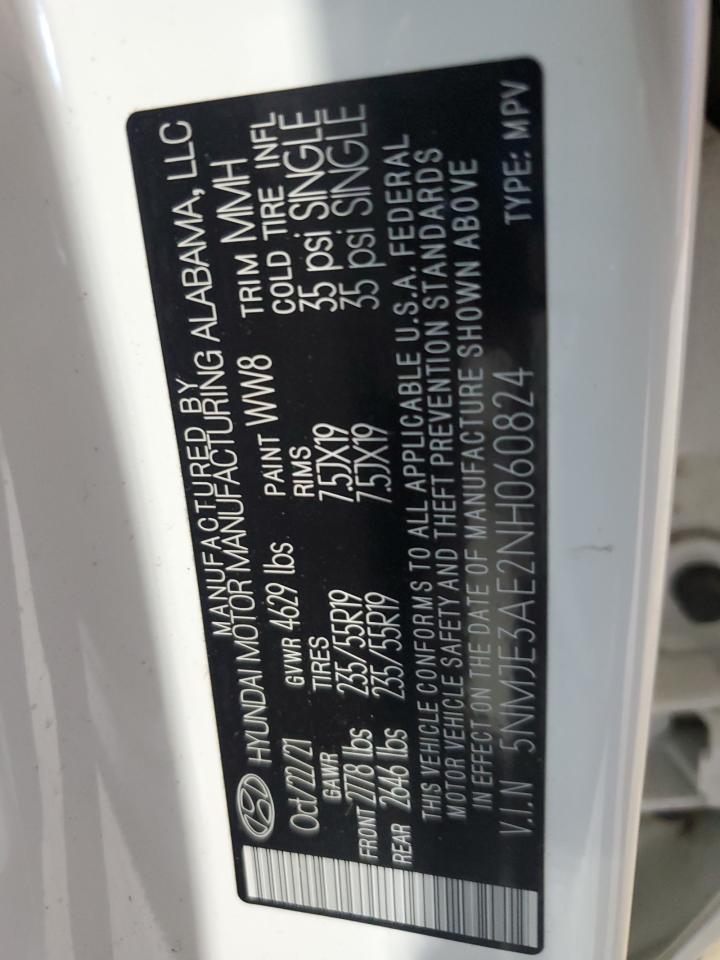 MANUFACTURED BY
HYUNDAI MOTOR MANUFACTURING ALABAMA, LLC
Oct/22/21 GVWR 4629 lbs PAINT WW8 TRIM MMH
GAWR TIRES RIMS COLD TIRE INFL
FRONT 2778 lbs 235/55R19 7.5JX19 35 psi SINGLE
REAR 2646 lbs 235/55R19 7.5JX19 35 psi SINGLE
THIS VEHICLE CONFORMS TO ALL APPLICABLE U.S.A. FEDERAL
MOTOR VEHICLE SAFETY AND THEFT PREVENTION STANDARDS
IN EFFECT ON THE DATE OF MANUFACTURE SHOWN ABOVE
V.I.N 5NMJE3AE2NH060824 TYPE: MPV